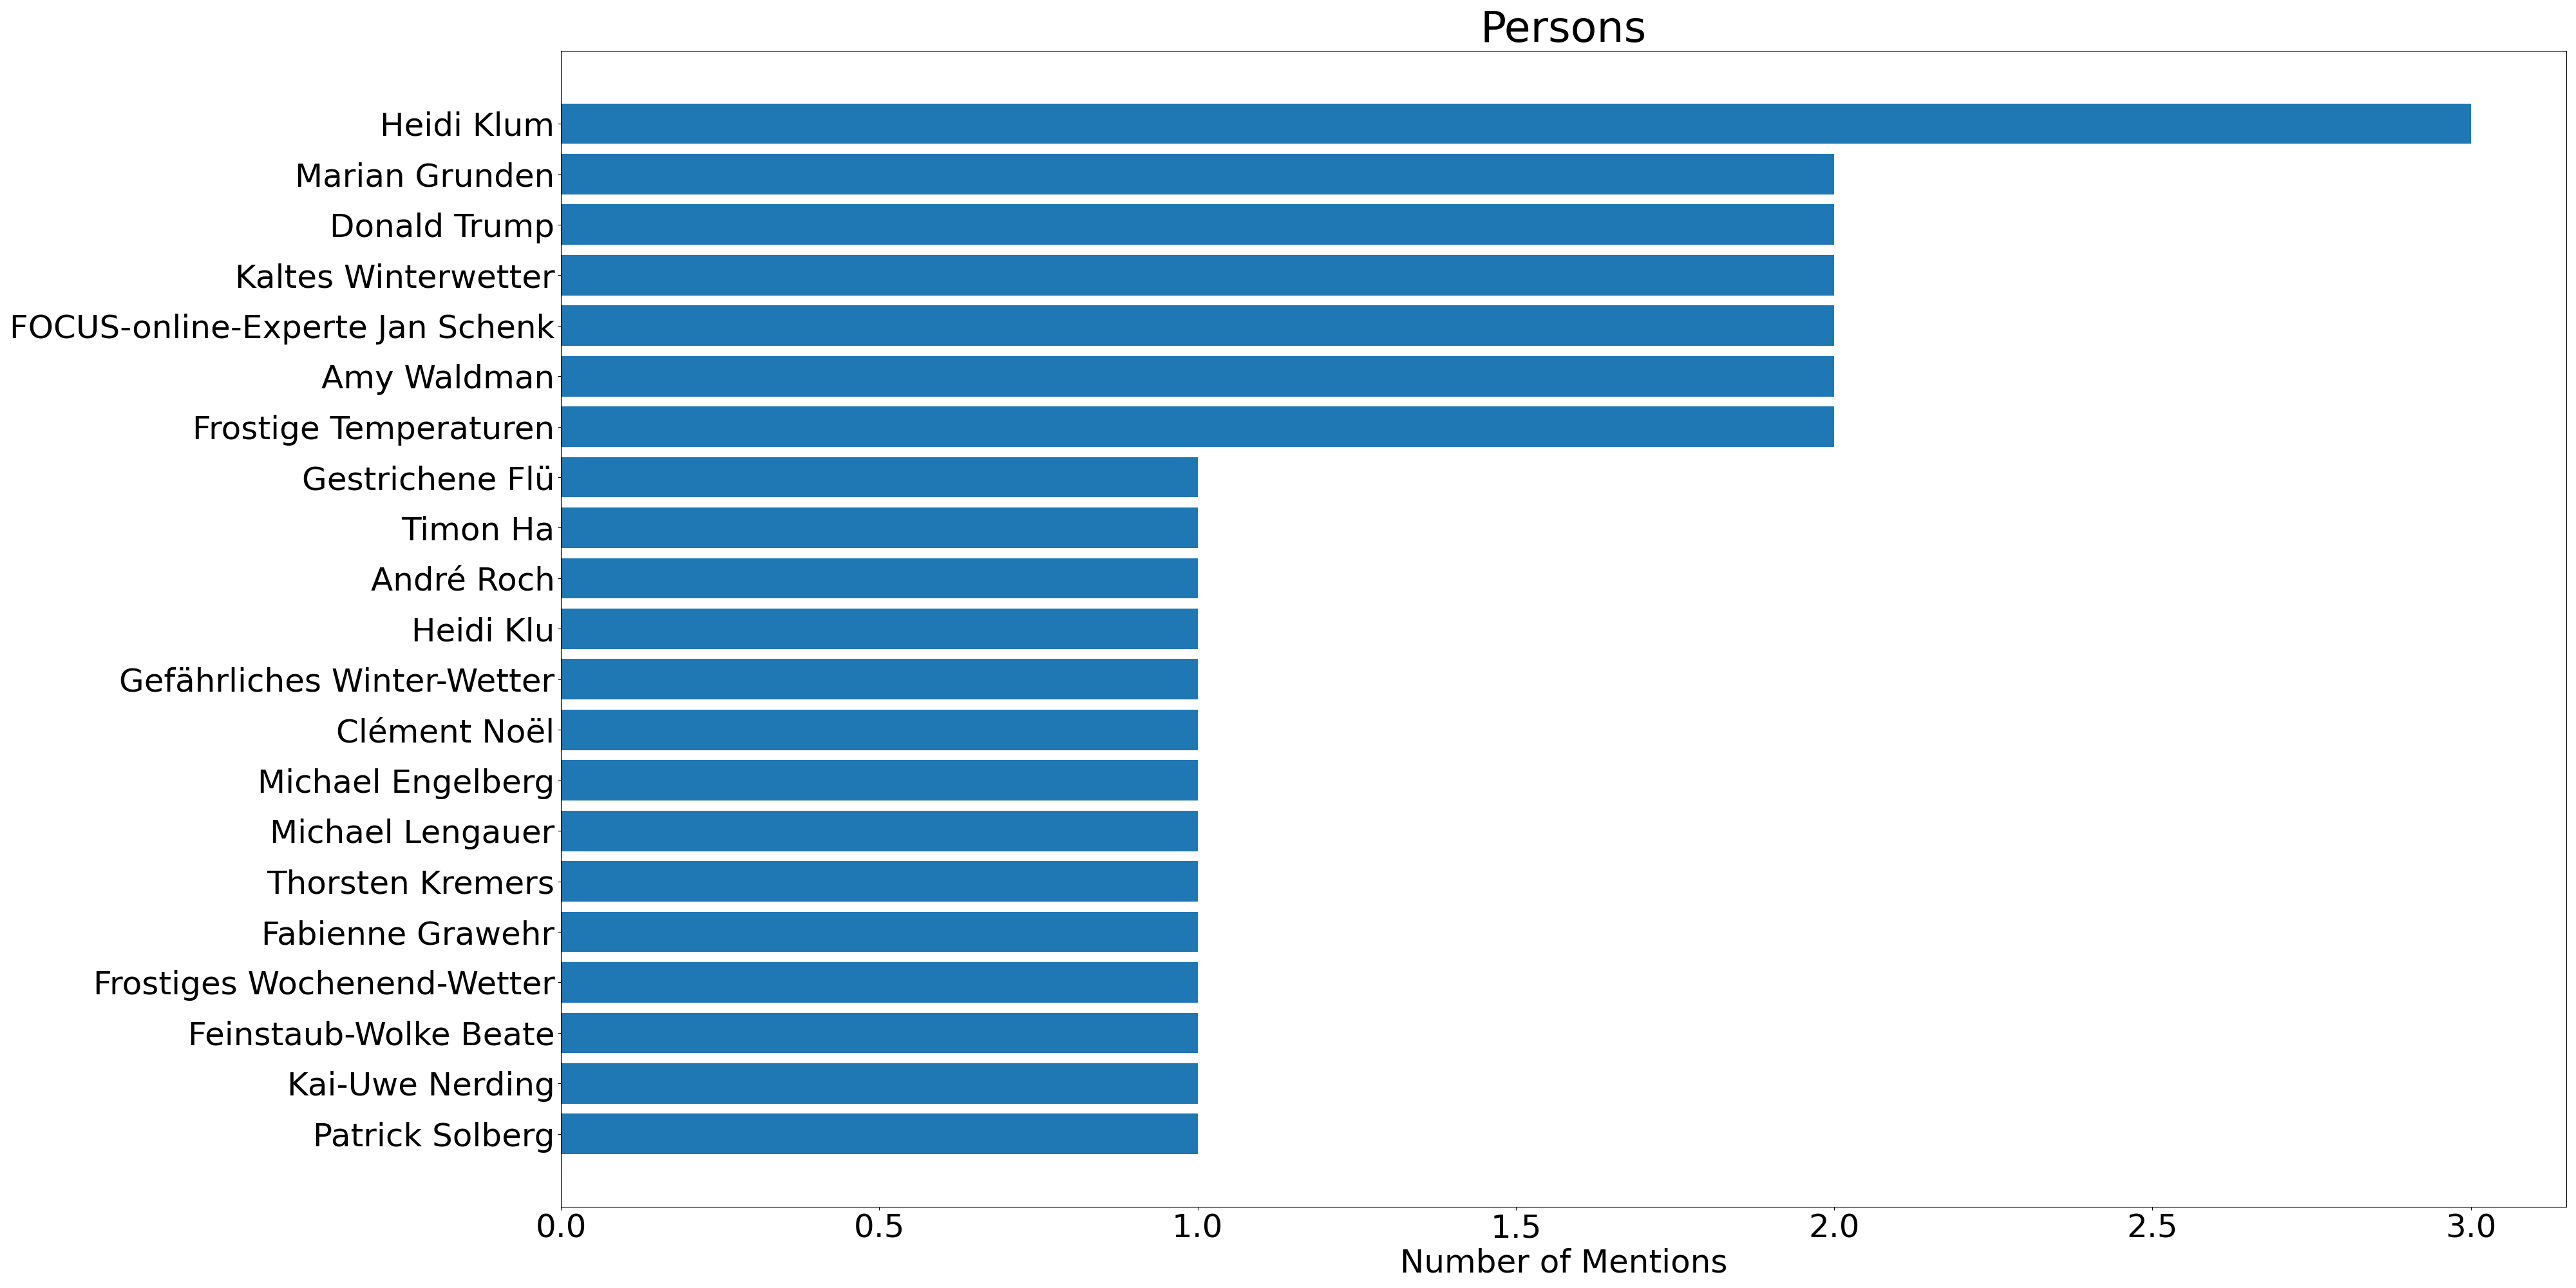 Persons
Heidi Klum
Marian Grunden
Donald Trump
Kaltes Winterwetter
FOCUS-online-Experte Jan Schenk
Amy Waldman
Frostige Temperaturen
Gestrichene Flü
Timon Ha
André Roch
Heidi Klu
Gefährliches Winter-Wetter
Clément Noël
Michael Engelberg
Michael Lengauer
Thorsten Kremers
Fabienne Grawehr
Frostiges Wochenend-Wetter
Feinstaub-Wolke Beate
Kai-Uwe Nerding
Patrick Solberg
0.0 0.5 1.0 1.5 2.0 2.5 3.0
Number of Mentions